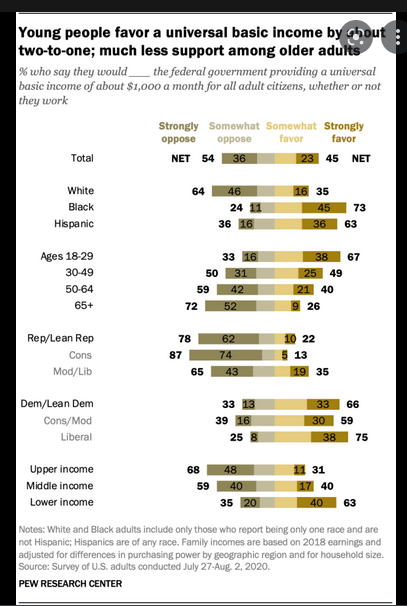 Young people favor a universal basic income by about
two-to-one; much less support among older adults
% who say they would ___ the federal government providing a universal
basic income of about $1,000 a month for all adult citizens, whether or not
they work
Strongly oppose Somewhat oppose Somewhat favor Strongly favor
Total NET 54 36 23 45 NET
White 64 46 16 35
Black 24 11 45 73
Hispanic 36 16 36 63
Ages 18-29 33 16 38 67
30-49 50 31 25 49
50-64 59 42 21 40
65+ 72 52 9 26
Rep/Lean Rep 78 62 10 22
Cons 87 74 5 13
Mod/Lib 65 43 19 35
Dem/Lean Dem 33 13 33 66
Cons/Mod 39 16 30 59
Liberal 25 8 38 75
Upper income 68 48 11 31
Middle income 59 40 17 40
Lower income 35 20 40 63
Notes: White and Black adults include only those who report being only one race and are
not Hispanic; Hispanics are of any race. Family incomes are based on 2018 earnings and
adjusted for differences in purchasing power by geographic region and for household size.
Source: Survey of U.S. adults conducted July 27-Aug. 2, 2020.
PEW RESEARCH CENTER